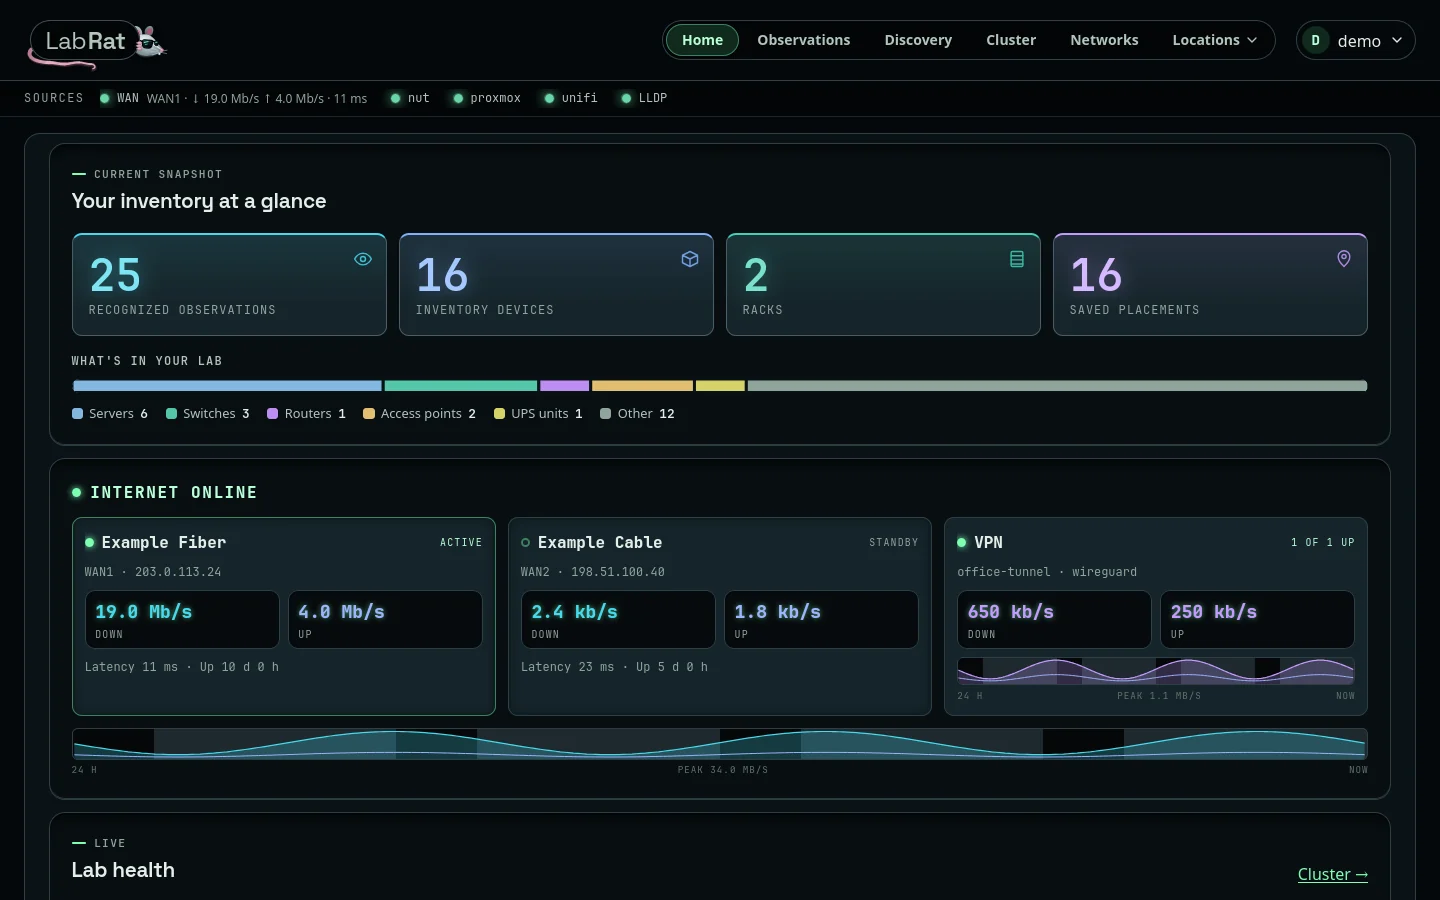 LabRat
Home Observations Discovery Cluster Networks Locations
D demo
SOURCES WAN WAN1 · ↓ 19.0 Mb/s ↑ 4.0 Mb/s · 11 ms nut proxmox unifi LLDP
CURRENT SNAPSHOT
Your inventory at a glance
25
RECOGNIZED OBSERVATIONS
16
INVENTORY DEVICES
2
RACKS
16
SAVED PLACEMENTS
WHAT'S IN YOUR LAB
Servers 6 Switches 3 Routers 1 Access points 2 UPS units 1 Other 12
INTERNET ONLINE
Example Fiber ACTIVE
WAN1 · 203.0.113.24
19.0 Mb/s
DOWN
4.0 Mb/s
UP
Latency 11 ms · Up 10 d 0 h
Example Cable STANDBY
WAN2 · 198.51.100.40
2.4 kb/s
DOWN
1.8 kb/s
UP
Latency 23 ms · Up 5 d 0 h
VPN 1 OF 1 UP
office-tunnel · wireguard
650 kb/s
DOWN
250 kb/s
UP
24 H PEAK 1.1 MB/S NOW
24 H PEAK 34.0 MB/S NOW
LIVE
Lab health
Cluster →